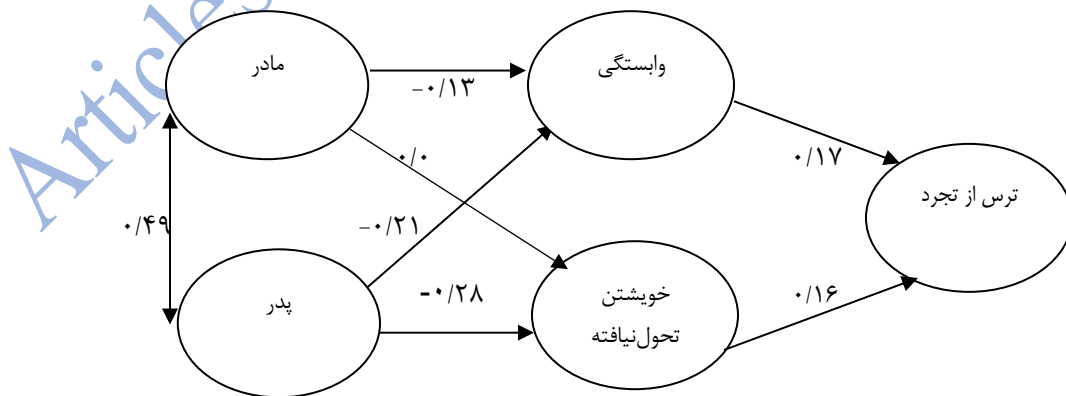 Article
مادر
وابستگی
-۰/۱۳
۰/۰
۰/۱۷
ترس از تجرد
۰/۴۹
-۰/۲۱
پدر
-۰/۲۸
خویشتن
تحول‌نیافته
۰/۱۶